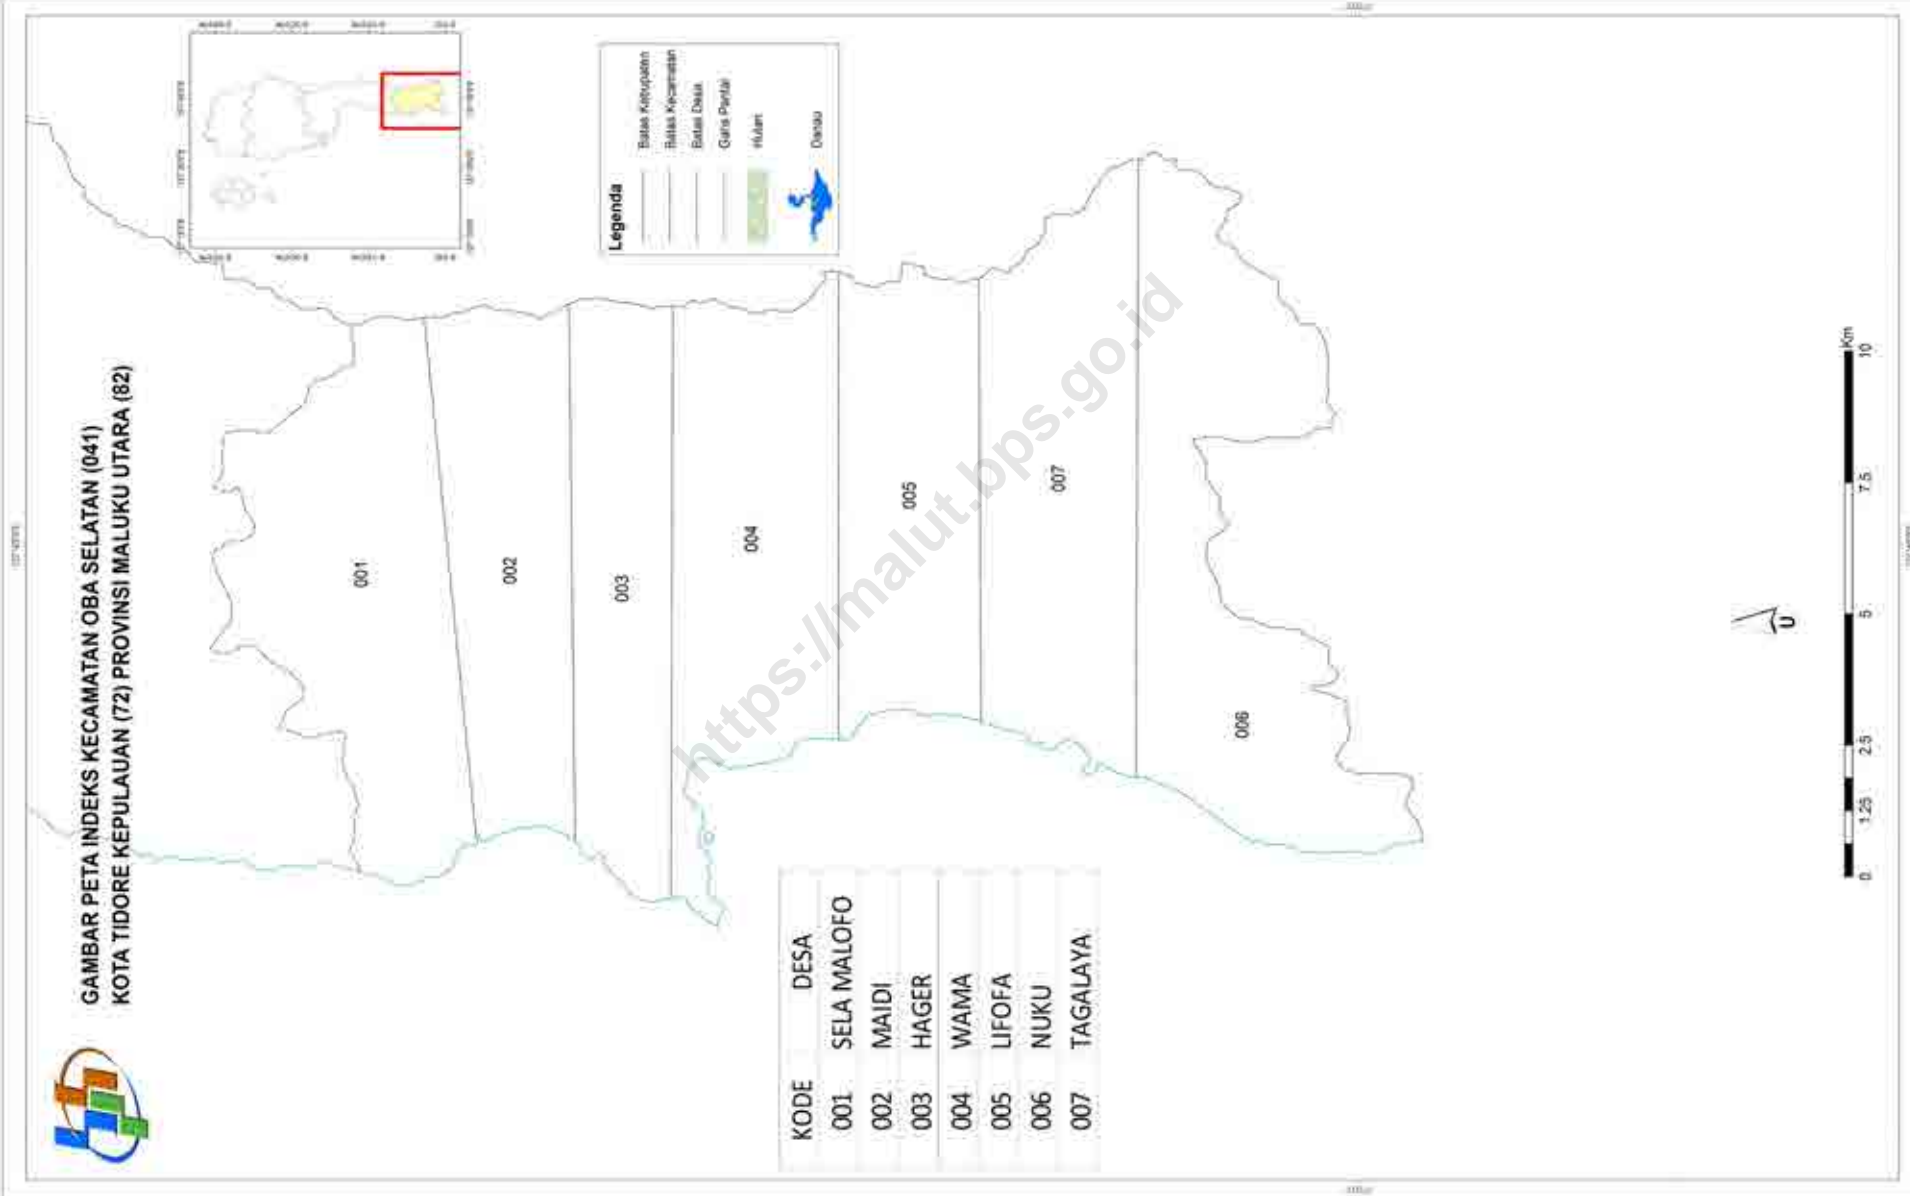 GAMBAR PETA INDEKS KECAMATAN OBA SELATAN (041)
KOTA TIDORE KEPULAUAN (72) PROVINSI MALUKU UTARA (82)
Legenda
Batas Kabupaten
Batas Kecamatan
Batas Desa
Garis Pantai
Hutan
Danau
001
002
003
004
005
007
006
https://malut.bps.go.id
KODE DESA
001 SELA MALOFO
002 MAIDI
003 HAGER
004 WAMA
005 LIFOFA
006 NUKU
007 TAGALAYA
U
Km
0 1.25 2.5 5 7.5 10